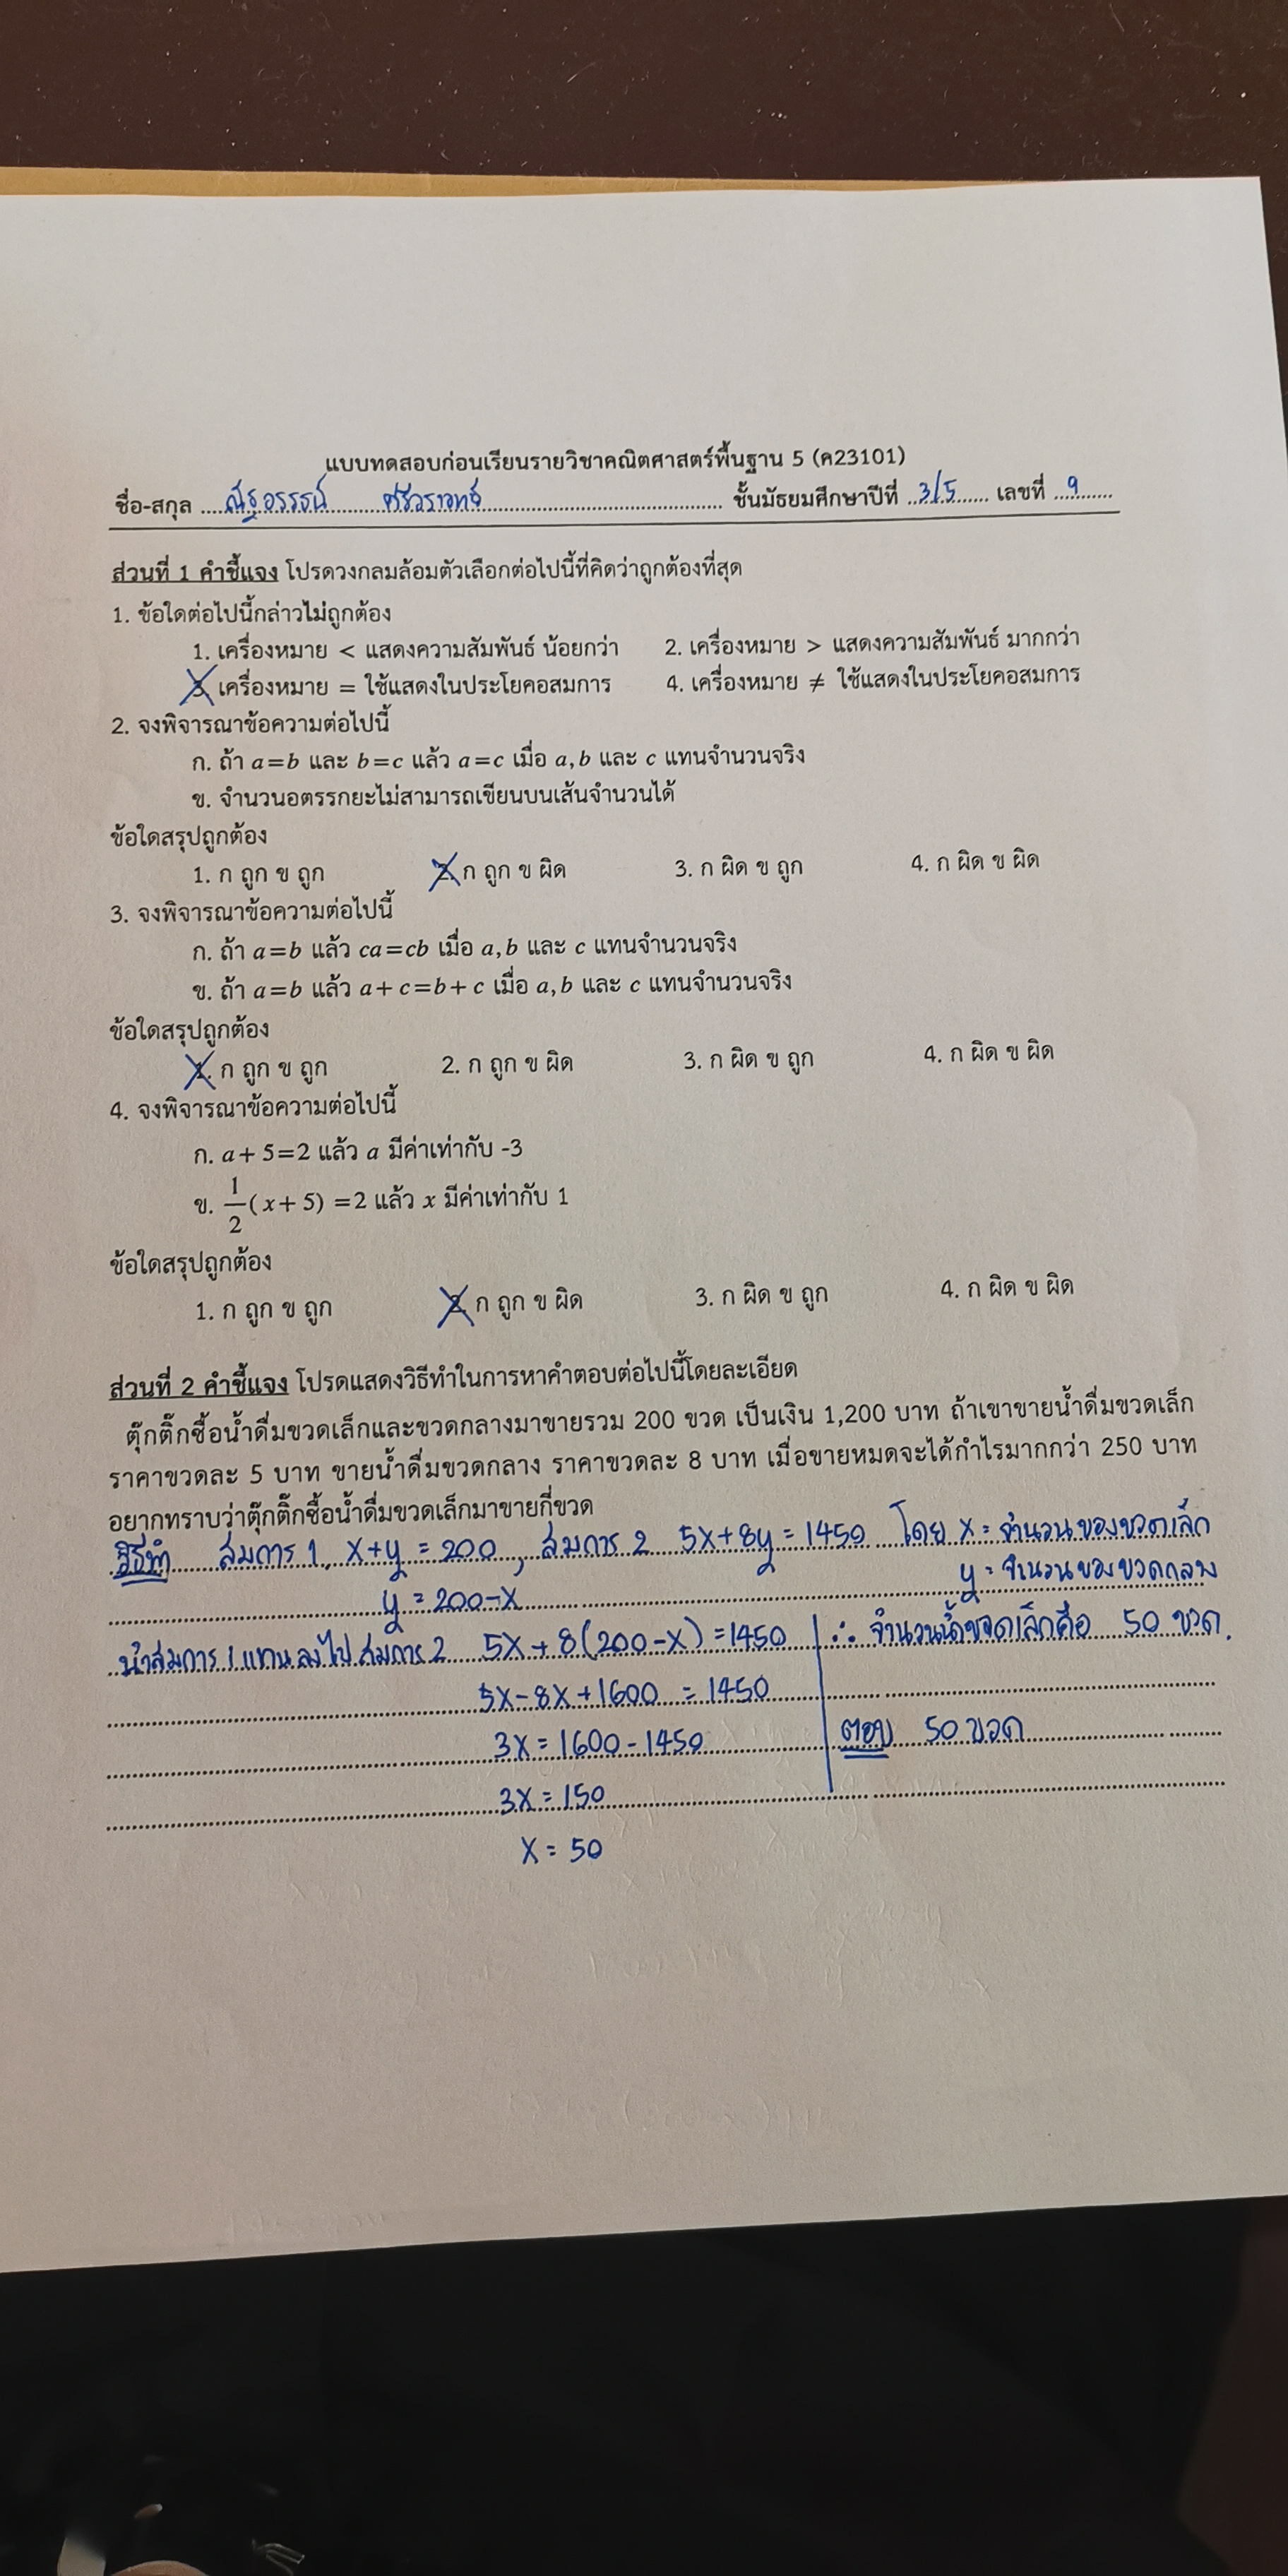 แบบทดสอบก่อนเรียนรายวิชาคณิตศาสตร์พื้นฐาน 5 (ค23101)
ชื่อ-สกุล ณัฐอรรธน์ ชั้นมัธยมศึกษาปีที่ 3/5 เลขที่ 9
ส่วนที่ 1 คำชี้แจง โปรดวงกลมล้อมตัวเลือกต่อไปนี้ที่คิดว่าถูกต้องที่สุด
1. ข้อใดต่อไปนี้กล่าวไม่ถูกต้อง
1. เครื่องหมาย < แสดงความสัมพันธ์ น้อยกว่า 2. เครื่องหมาย > แสดงความสัมพันธ์ มากกว่า
3. เครื่องหมาย = ใช้แสดงในประโยคอสมการ 4. เครื่องหมาย ≠ ใช้แสดงในประโยคอสมการ
2. จงพิจารณาข้อความต่อไปนี้
ก. ถ้า a=b และ b=c แล้ว a=c เมื่อ a,b และ c แทนจำนวนจริง
ข. จำนวนอตรรกยะไม่สามารถเขียนบนเส้นจำนวนได้
ข้อใดสรุปถูกต้อง
1. ก ถูก ข ถูก 2. ก ถูก ข ผิด 3. ก ผิด ข ถูก 4. ก ผิด ข ผิด
3. จงพิจารณาข้อความต่อไปนี้
ก. ถ้า a=b แล้ว ca=cb เมื่อ a,b และ c แทนจำนวนจริง
ข. ถ้า a=b แล้ว a+c=b+c เมื่อ a,b และ c แทนจำนวนจริง
ข้อใดสรุปถูกต้อง
1. ก ถูก ข ถูก 2. ก ถูก ข ผิด 3. ก ผิด ข ถูก 4. ก ผิด ข ผิด
4. จงพิจารณาข้อความต่อไปนี้
ก. a+5=2 แล้ว a มีค่าเท่ากับ -3
ข. 1/2(x+5) =2 แล้ว x มีค่าเท่ากับ 1
ข้อใดสรุปถูกต้อง
1. ก ถูก ข ถูก 2. ก ถูก ข ผิด 3. ก ผิด ข ถูก 4. ก ผิด ข ผิด
ส่วนที่ 2 คำชี้แจง โปรดแสดงวิธีทำในการหาคำตอบต่อไปนี้โดยละเอียด
ตุ๊กติ๊กซื้อน้ำดื่มขวดเล็กและขวดกลางมาขายรวม 200 ขวด เป็นเงิน 1,200 บาท ถ้าเขาขายน้ำดื่มขวดเล็ก
ราคาขวดละ 5 บาท ขายน้ำดื่มขวดกลาง ราคาขวดละ 8 บาท เมื่อขายหมดจะได้กำไรมากกว่า 250 บาท
อยากทราบว่าตุ๊กติ๊กซื้อน้ำดื่มขวดเล็กมาขายกี่ขวด
วิธีทำ สมการ 1 x+y = 200 , สมการ 2 5x+8y = 1450 โดย x = จำนวนของขวดเล็ก
y = 200-x y = จำนวนของขวดกลาง
นำสมการ 1 แทนลงไป สมการ 2 5x+8(200-x) = 1450 ∴ จำนวนน้ำขวดเล็กคือ 50 ขวด.
5x-8x+1600 = 1450
3x = 1600-1450 ตอบ 50 ขวด
3x = 150
x = 50